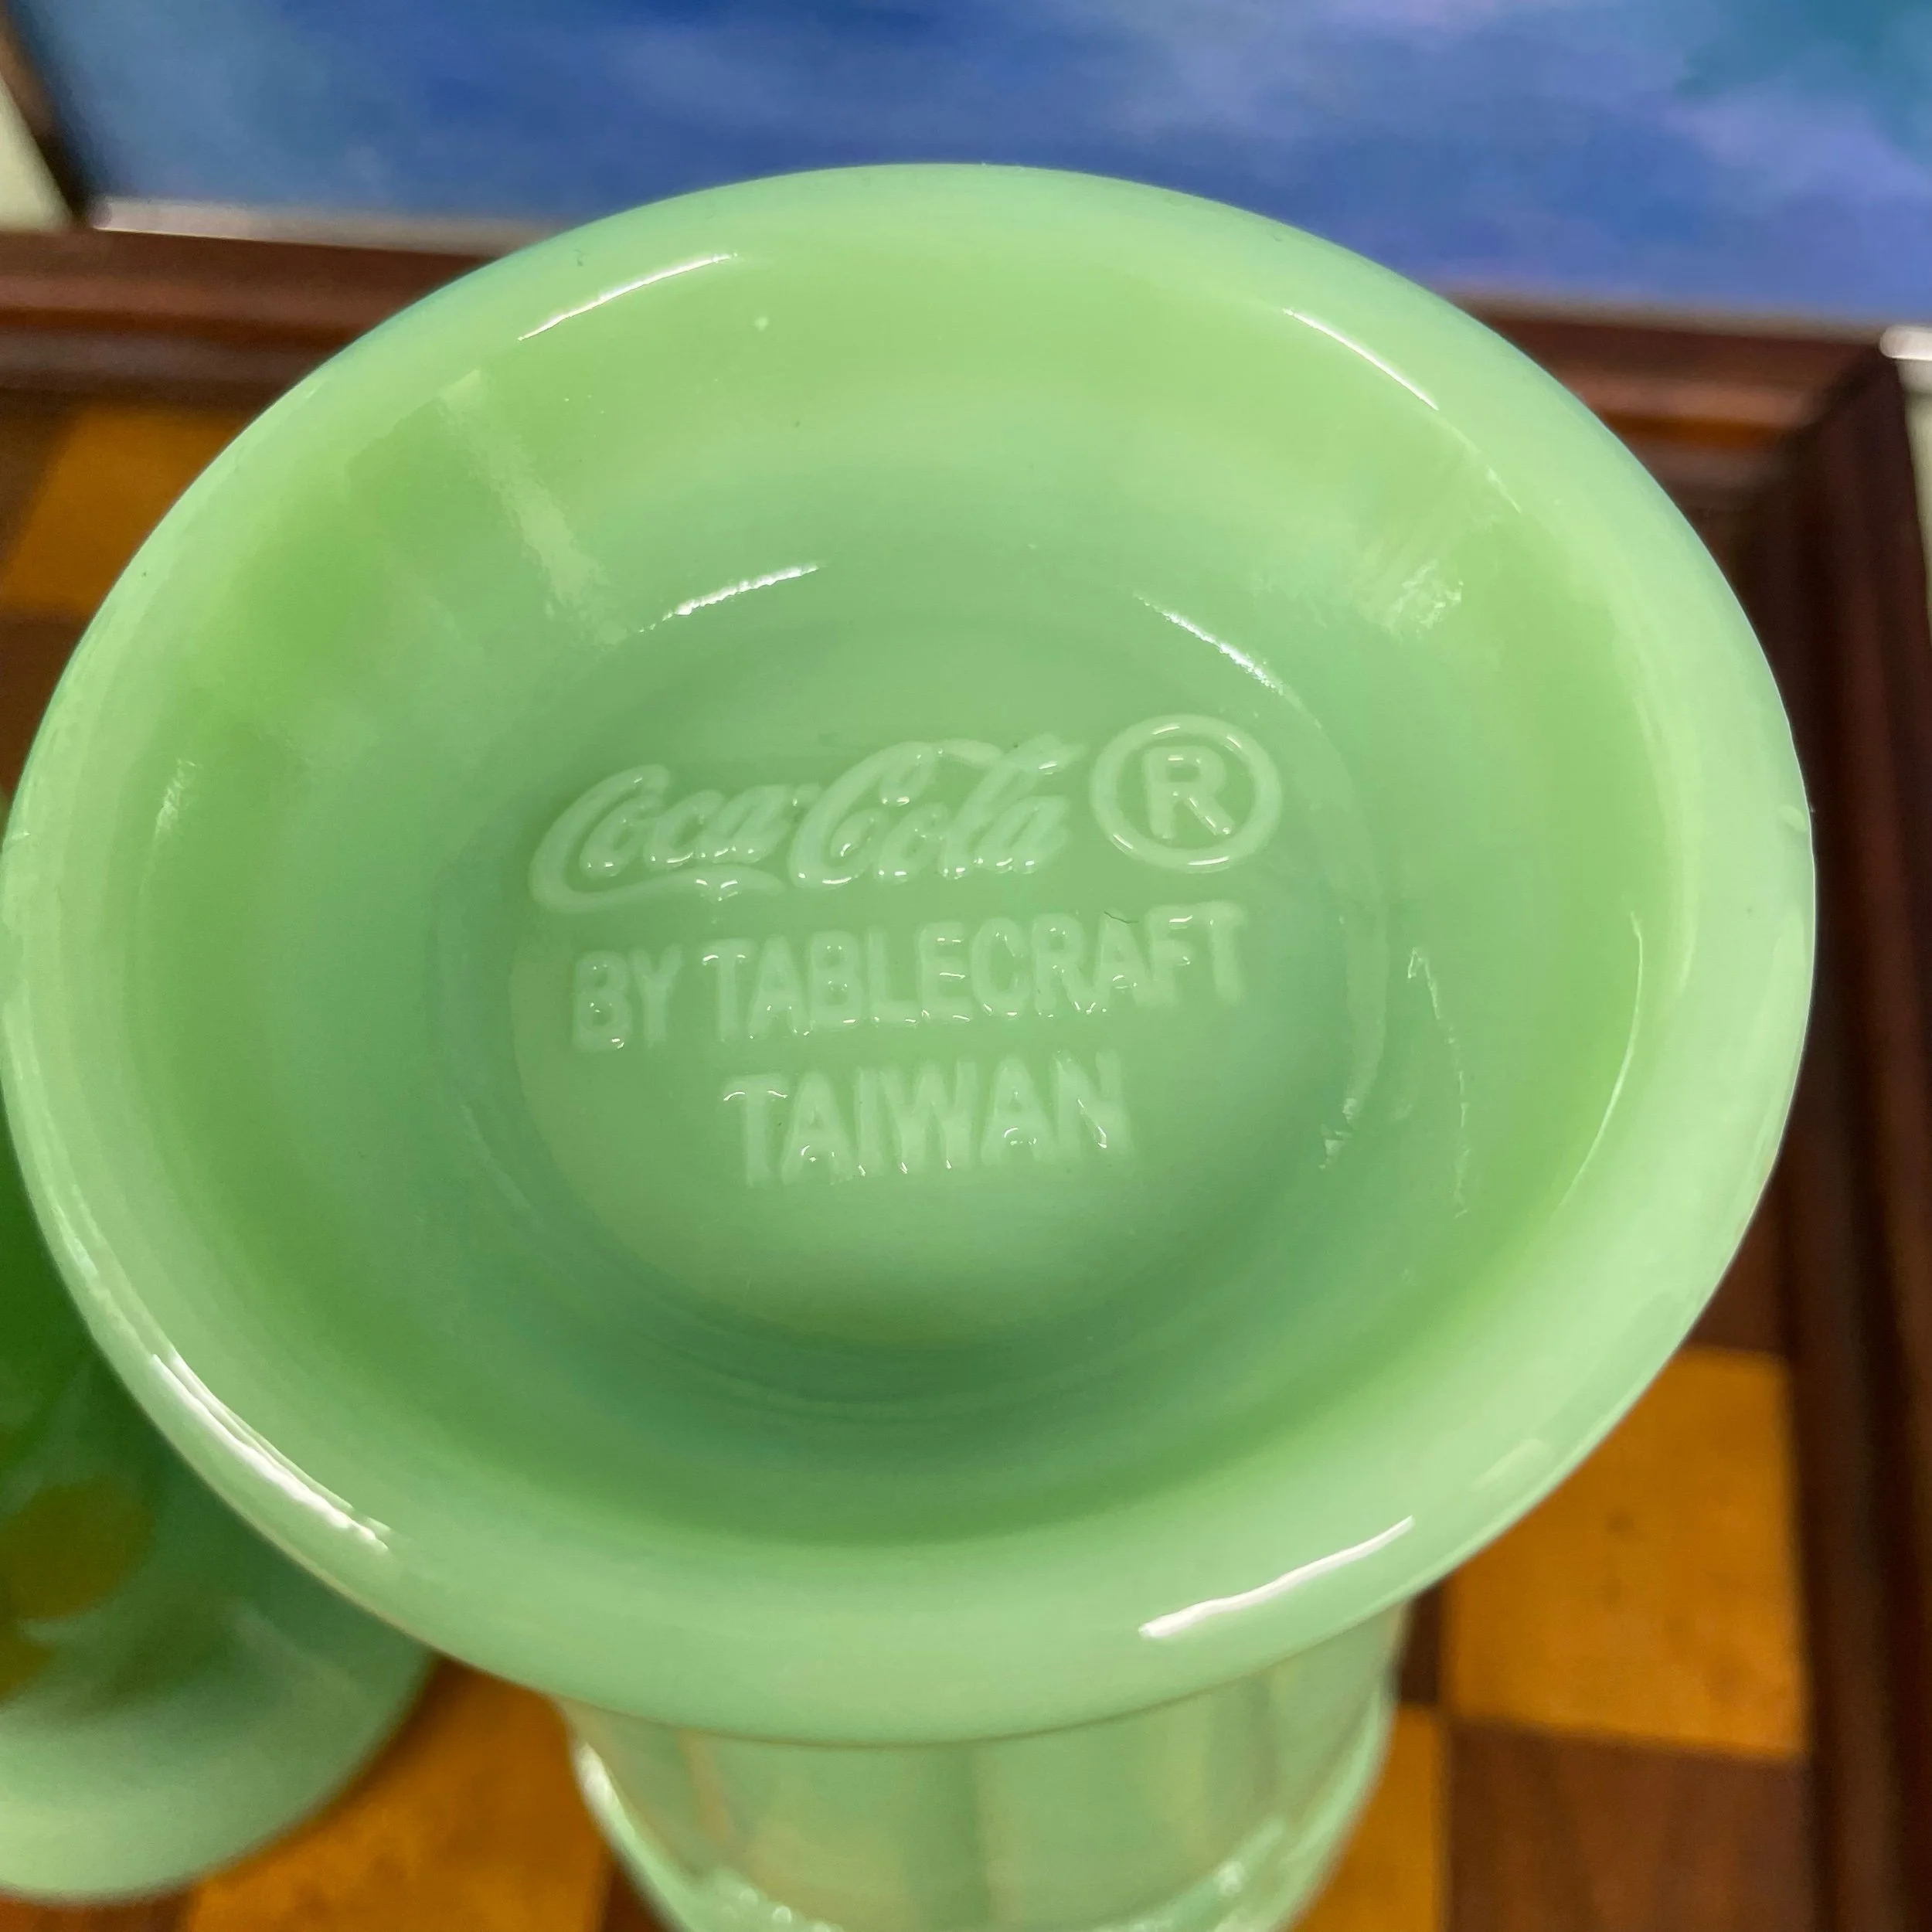 Coca-Cola ®
BY TABLECRAFT
TAIWAN